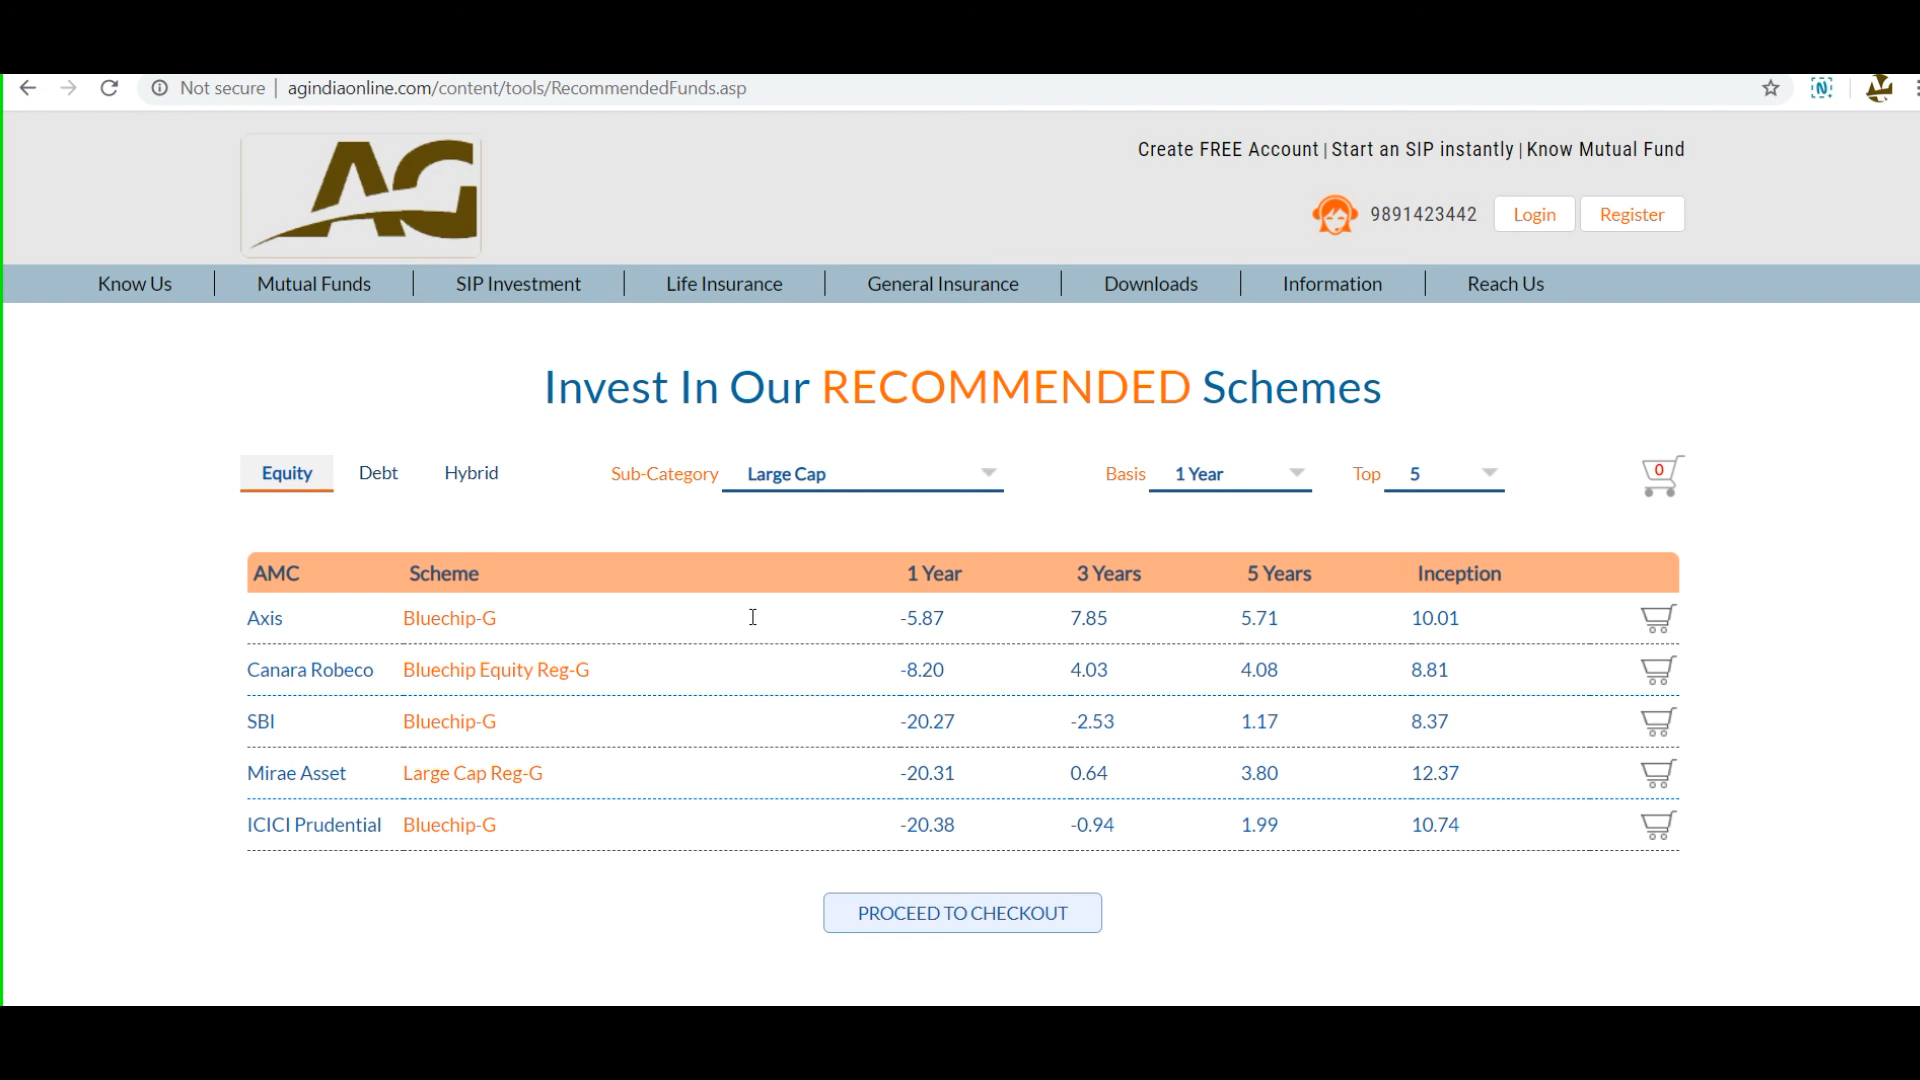 Not secure | agindiaonline.com/content/tools/RecommendedFunds.asp
AG
Create FREE Account | Start an SIP instantly | Know Mutual Fund
9891423442 Login Register
Know Us Mutual Funds SIP Investment Life Insurance General Insurance Downloads Information Reach Us
Invest In Our RECOMMENDED Schemes
Equity Debt Hybrid Sub-Category Large Cap Basis 1 Year Top 5 0
AMC Scheme 1 Year 3 Years 5 Years Inception
Axis Bluechip-G -5.87 7.85 5.71 10.01
Canara Robeco Bluechip Equity Reg-G -8.20 4.03 4.08 8.81
SBI Bluechip-G -20.27 -2.53 1.17 8.37
Mirae Asset Large Cap Reg-G -20.31 0.64 3.80 12.37
ICICI Prudential Bluechip-G -20.38 -0.94 1.99 10.74
PROCEED TO CHECKOUT